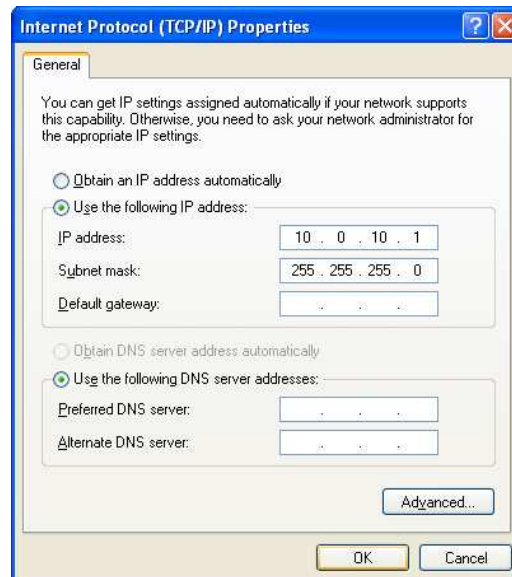 Internet Protocol (TCP/IP) Properties
General
You can get IP settings assigned automatically if your network supports
this capability. Otherwise, you need to ask your network administrator for
the appropriate IP settings.
Obtain an IP address automatically
Use the following IP address:
IP address: 10 . 0 . 10 . 1
Subnet mask: 255 . 255 . 255 . 0
Default gateway: . . .
Obtain DNS server address automatically
Use the following DNS server addresses:
Preferred DNS server: . . .
Alternate DNS server: . . .
Advanced...
OK Cancel